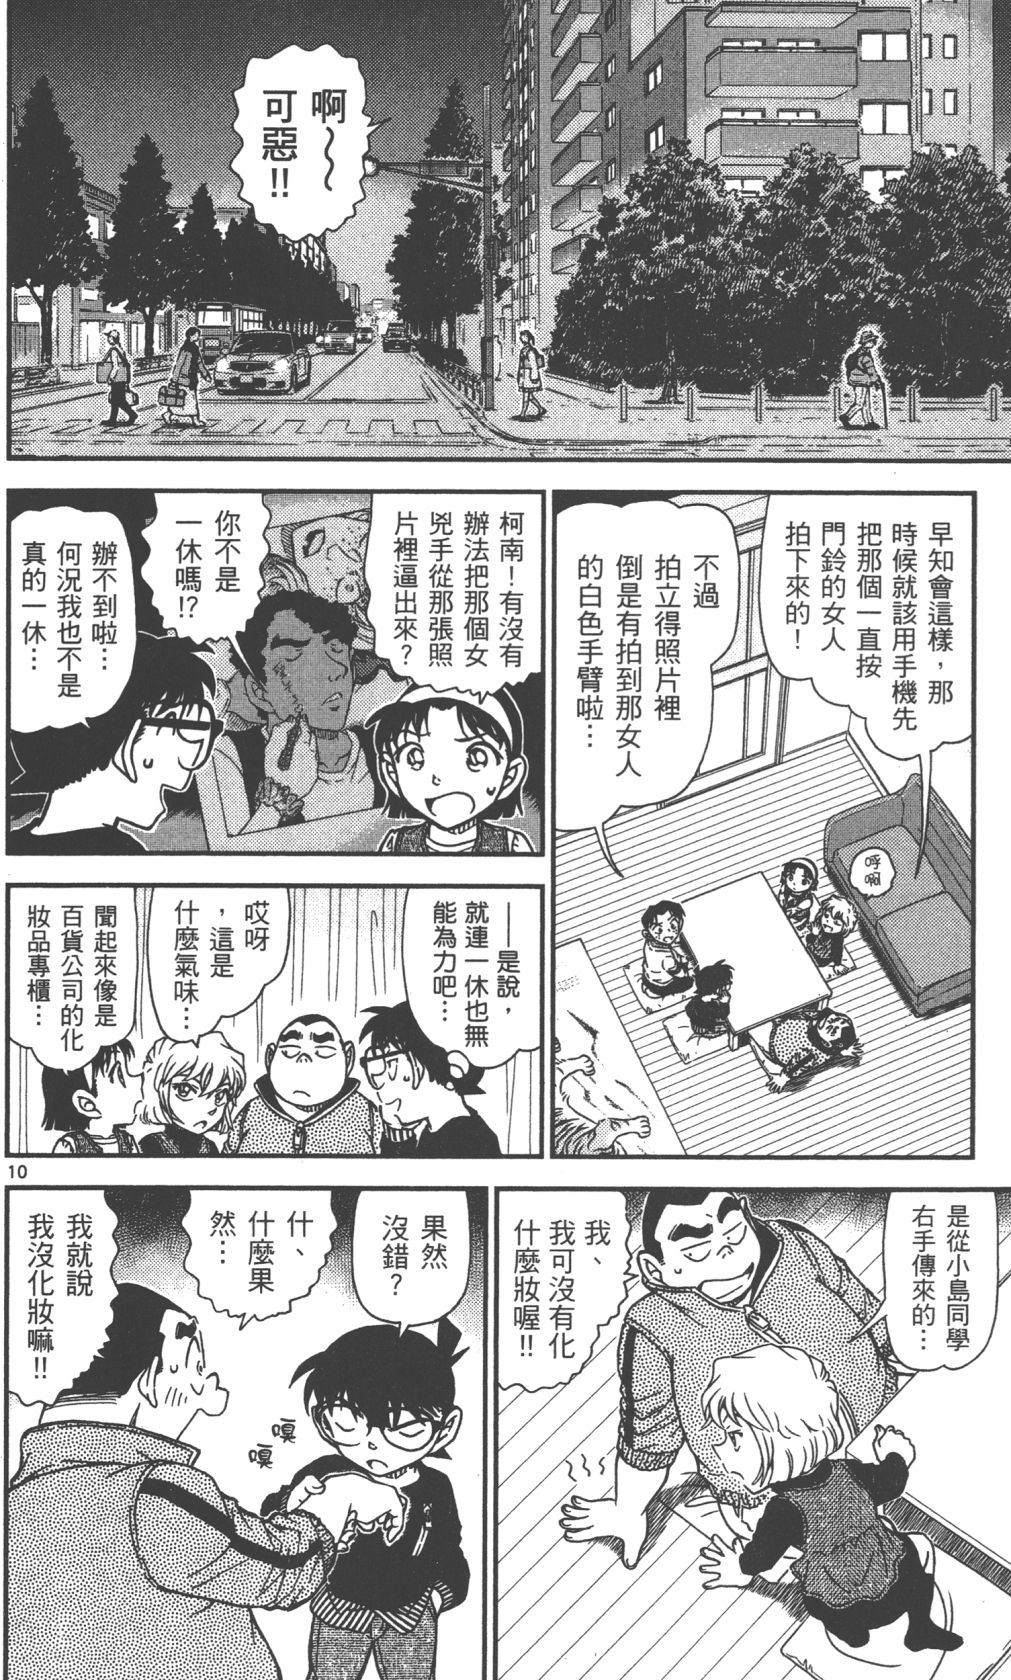 啊～～
可惡!!
早知會這樣，那
時候就該用手機先
把那個一直按
門鈴的女人
拍下來的！
不過
拍立得照片裡
倒是有拍到那女人
的白色手臂啦…
呼啊
柯南！有沒有
辦法把那個女
兇手從那張照
片裡逼出來？
你不是
一休嗎!?
辦不到啦…
何況我也不是
真的一休…
——是說，
就連一休也無
能為力吧…
哎呀
，這是
什麼氣味…
聞起來像是
百貨公司的化
妝品專櫃…
10
是從小島同學
右手傳來的…
我、
我可沒有化
什麼妝喔!!
果然
沒錯？
什、
什麼果
然…
嗅
嗅
我就說
我沒化妝嘛!!